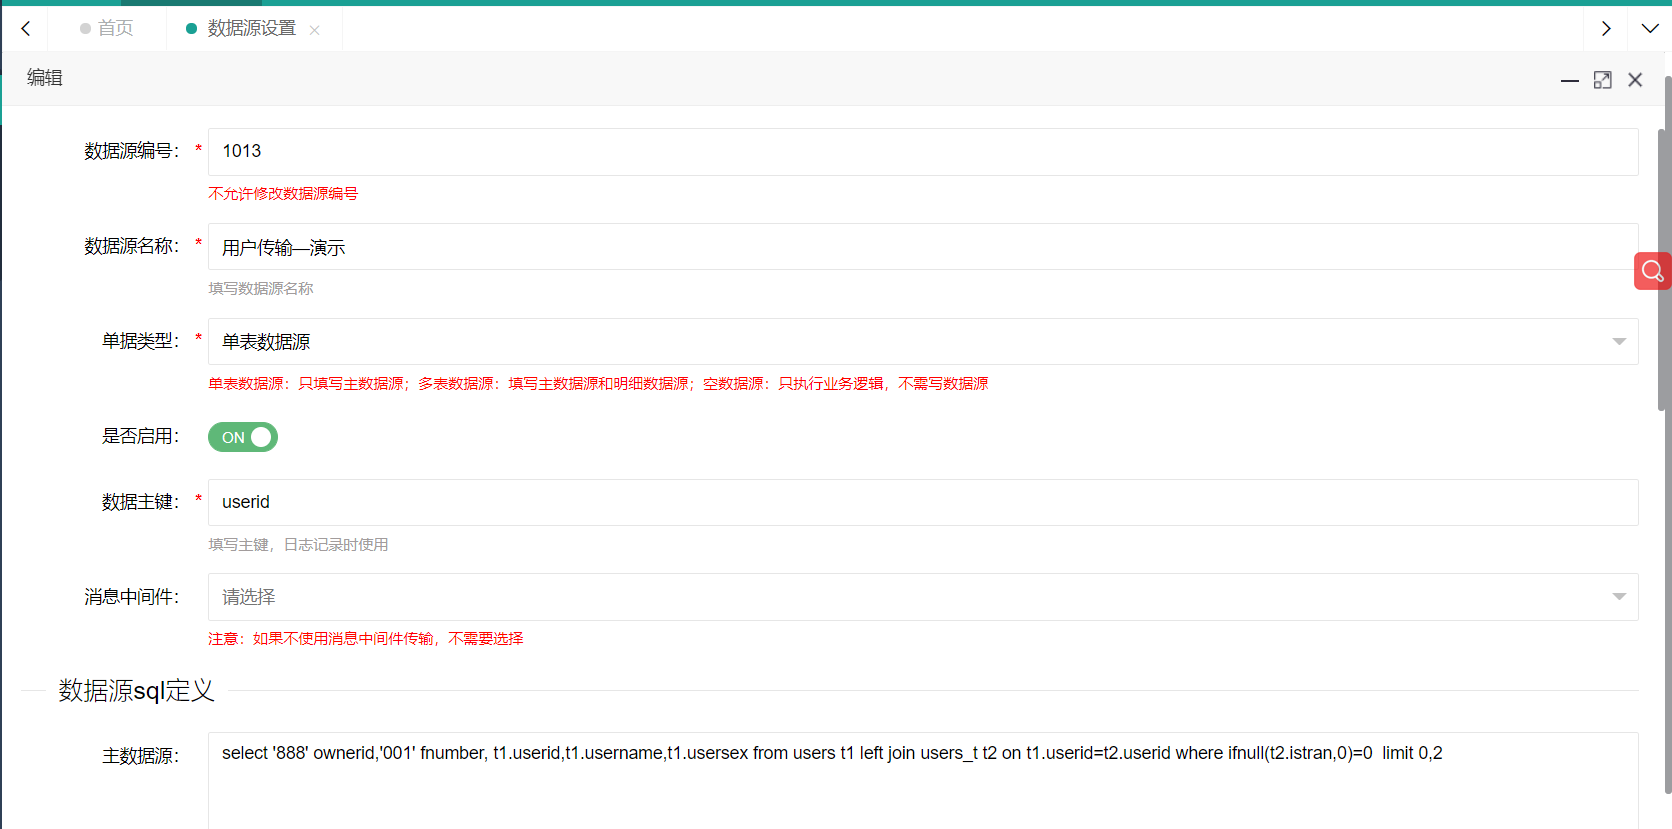 首页
数据源设置
编辑
数据源编号： * 1013
不允许修改数据源编号
数据源名称： * 用户传输—演示
填写数据源名称
单据类型： * 单表数据源
单表数据源：只填写主数据源；多表数据源：填写主数据源和明细数据源；空数据源：只执行业务逻辑，不需写数据源
是否启用： ON
数据主键： * userid
填写主键，日志记录时使用
消息中间件： 请选择
注意：如果不使用消息中间件传输，不需要选择
数据源sql定义
主数据源： select '888' ownerid,'001' fnumber, t1.userid,t1.username,t1.usersex from users t1 left join users_t t2 on t1.userid=t2.userid where ifnull(t2.istran,0)=0  limit 0,2